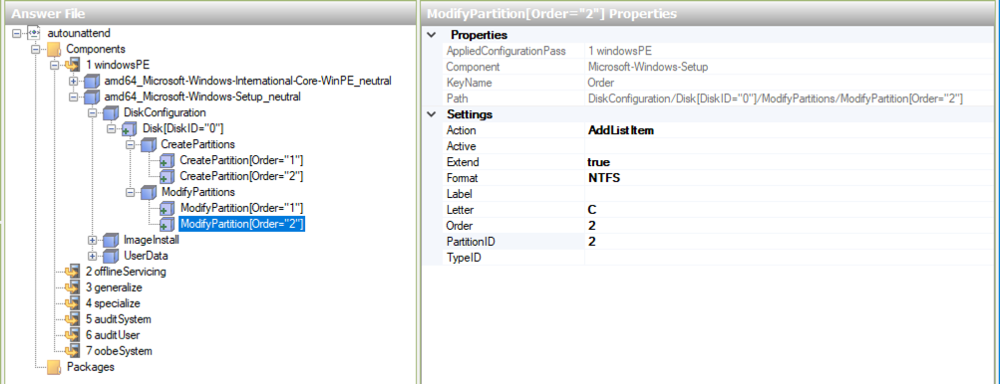 Answer File
autounattend
Components
1 windowsPE
amd64_Microsoft-Windows-International-Core-WinPE_neutral
amd64_Microsoft-Windows-Setup_neutral
DiskConfiguration
Disk[DiskID="0"]
CreatePartitions
CreatePartition[Order="1"]
CreatePartition[Order="2"]
ModifyPartitions
ModifyPartition[Order="1"]
ModifyPartition[Order="2"]
ImageInstall
UserData
2 offlineServicing
3 generalize
4 specialize
5 auditSystem
6 auditUser
7 oobeSystem
Packages
ModifyPartition[Order="2"] Properties
Properties
AppliedConfigurationPass 1 windowsPE
Component Microsoft-Windows-Setup
KeyName Order
Path DiskConfiguration/Disk[DiskID="0"]/ModifyPartitions/ModifyPartition[Order="2"]
Settings
Action AddListItem
Active
Extend true
Format NTFS
Label
Letter C
Order 2
PartitionID 2
TypeID